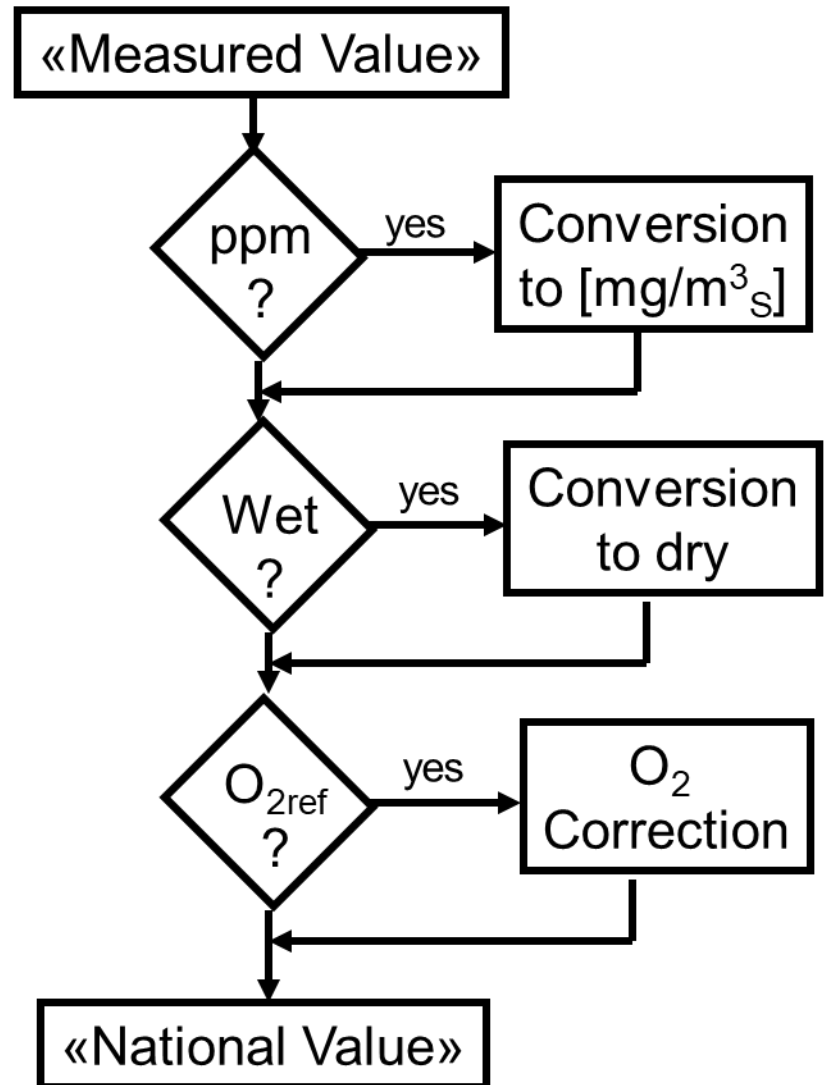 «Measured Value»
ppm
?
yes
Conversion
to [mg/m³ₛ]
Wet
?
yes
Conversion
to dry
O₂ref
?
yes
O₂
Correction
«National Value»